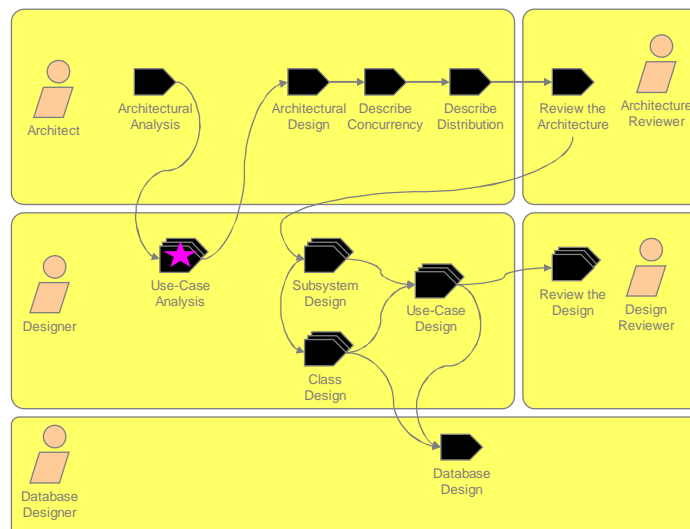 Architect
Architectural
Analysis
Architectural
Design
Describe
Concurrency
Describe
Distribution
Review the
Architecture
Architecture
Reviewer
Designer
Use-Case
Analysis
Subsystem
Design
Use-Case
Design
Review the
Design
Design
Reviewer
Class
Design
Database
Designer
Database
Design